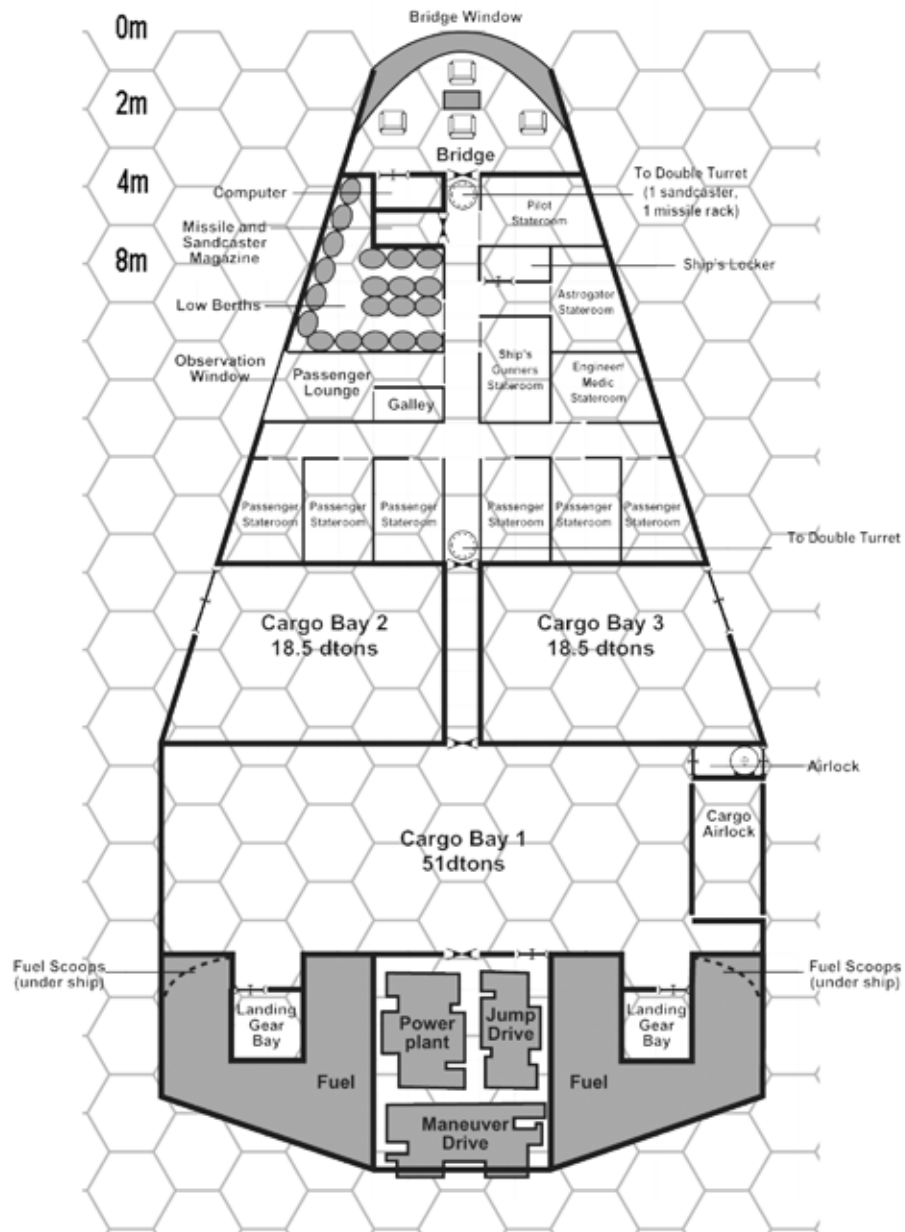 Bridge Window
0m
2m
Bridge
4m
Computer
To Double Turret
(1 sandcaster,
1 missile rack)
Pilot
Stateroom
Missile and
Sandcaster
Magazine
8m
Ship's Locker
Low Berths
Astrogator
Stateroom
Observation
Window
Passenger
Lounge
Galley
Ship's
Gunners
Stateroom
Engineer/
Medic
Stateroom
Passenger
Stateroom
Passenger
Stateroom
Passenger
Stateroom
Passenger
Stateroom
Passenger
Stateroom
Passenger
Stateroom
To Double Turret
Cargo Bay 2
18.5 dtons
Cargo Bay 3
18.5 dtons
Airlock
Cargo Bay 1
51dtons
Cargo
Airlock
Fuel Scoops
(under ship)
Fuel Scoops
(under ship)
Landing
Gear
Bay
Power
plant
Jump
Drive
Landing
Gear
Bay
Fuel
Fuel
Maneuver
Drive